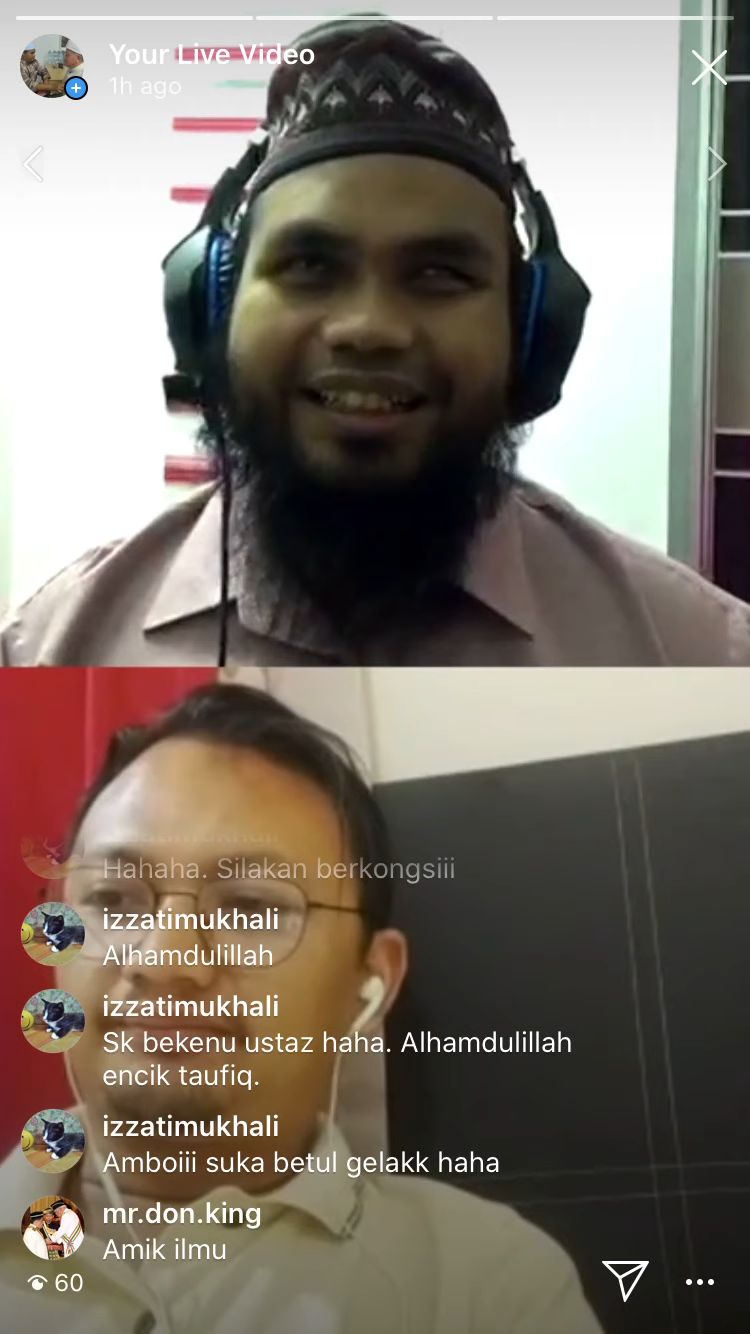 Your Live Video
1h ago
Hahaha. Silakan berkongsiii
izzatimukhali
Alhamdulillah
izzatimukhali
Sk bekenu ustaz haha. Alhamdulillah
encik taufiq.
izzatimukhali
Amboiii suka betul gelakk haha
mr.don.king
Amik ilmu
60